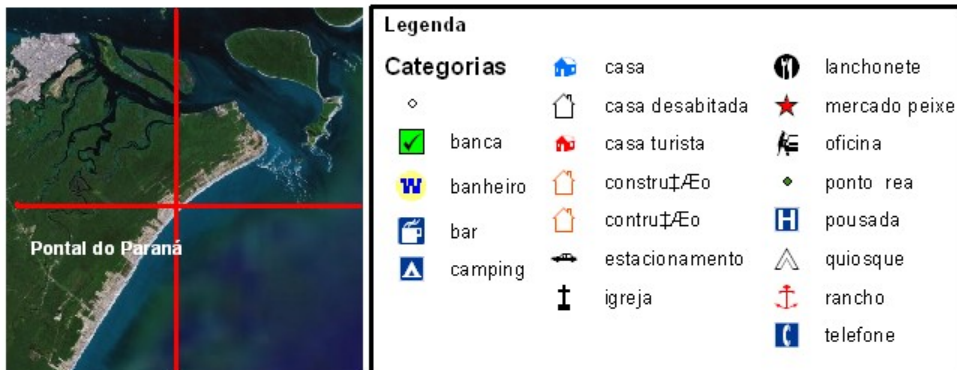 Pontal do Paraná
Legenda
Categorias
banca
banheiro
bar
camping
casa
casa desabitada
casa turista
constru‡Æo
contru‡Æo
estacionamento
igreja
lanchonete
mercado peixe
oficina
ponto rea
pousada
quiosque
rancho
telefone